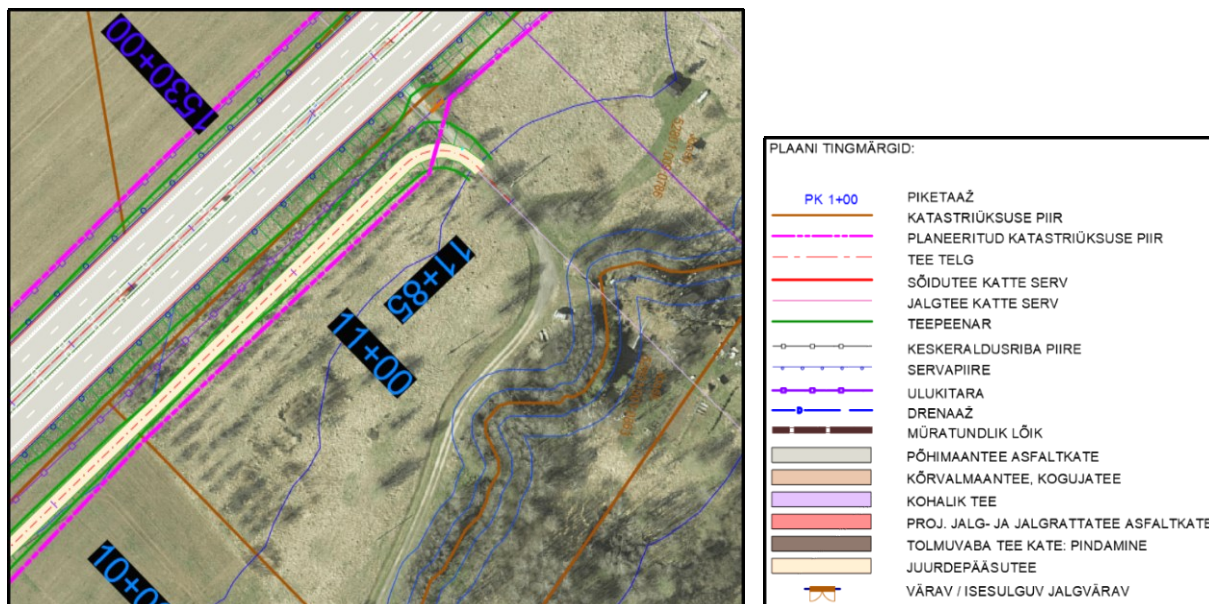 1530+00
11+85
11+00
PLAANI TINGMÄRGID:
PK 1+00 PIKETAAŽ
KATASTRIÜKSUSE PIIR
PLANEERITUD KATASTRIÜKSUSE PIIR
TEE TELG
SÕIDUTEE KATTE SERV
JALGTEE KATTE SERV
TEEPEENAR
KESKERALDUSRIBA PIIRE
SERVAPIIRE
ULUKITARA
DRENAAŽ
MÜRATUNDLIK LÕIK
PÕHIMAANTEE ASFALTKATE
KÕRVALMAANTEE, KOGUJATEE
KOHALIK TEE
PROJ. JALG- JA JALGRATTATEE ASFALTKATE
TOLMUVABA TEE KATE: PINDAMINE
JUURDEPÄÄSUTEE
VÄRAV / ISESULGUV JALGVÄRAV